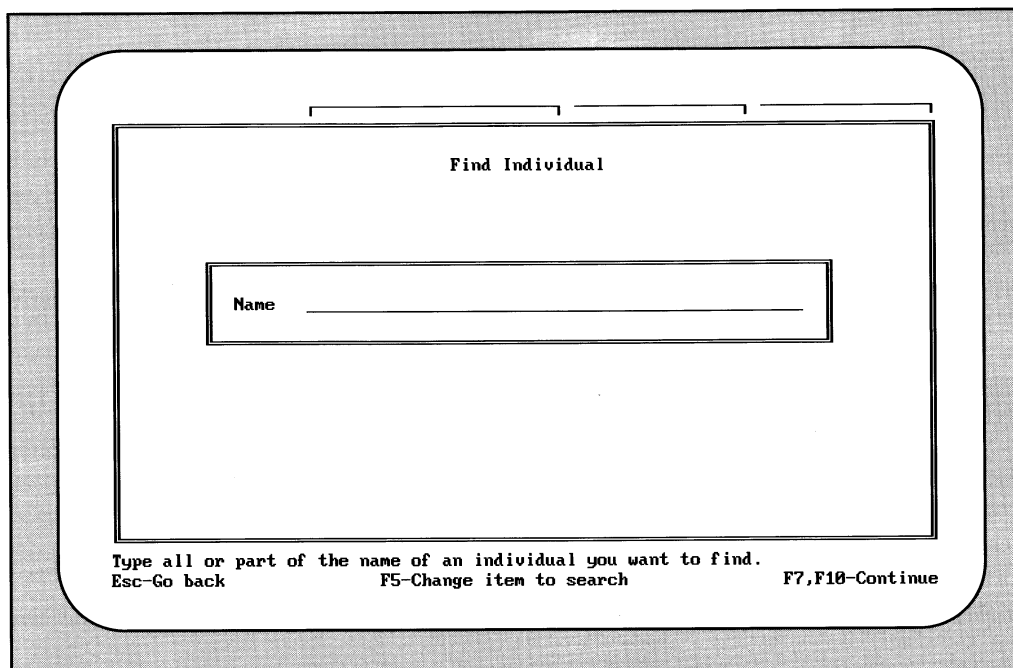 Find Individual
Name
Type all or part of the name of an individual you want to find.
Esc-Go back F5-Change item to search F7,F10-Continue